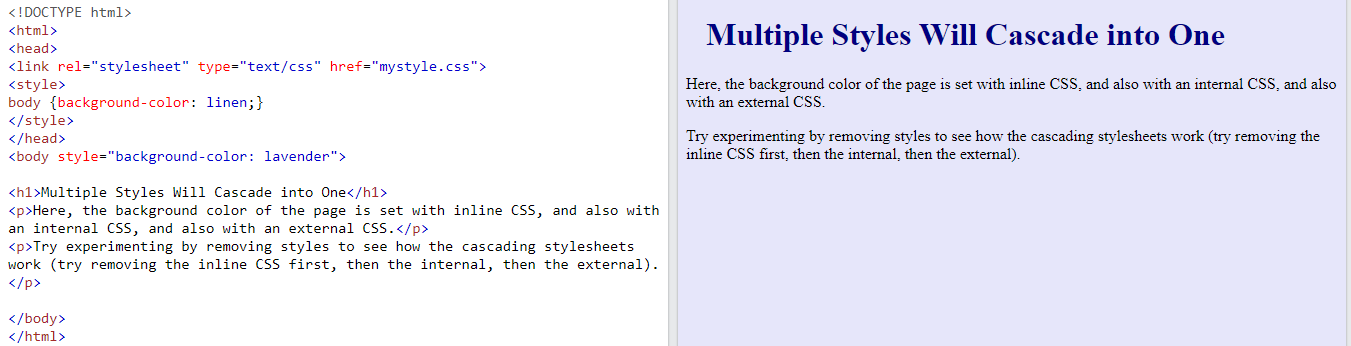 <!DOCTYPE html>
<html>
<head>
<link rel="stylesheet" type="text/css" href="mystyle.css">
<style>
body {background-color: linen;}
</style>
</head>
<body style="background-color: lavender">
<h1>Multiple Styles Will Cascade into One</h1>
<p>Here, the background color of the page is set with inline CSS, and also with
an internal CSS, and also with an external CSS.</p>
<p>Try experimenting by removing styles to see how the cascading stylesheets
work (try removing the inline CSS first, then the internal, then the external).
</p>
</body>
</html>
Multiple Styles Will Cascade into One
Here, the background color of the page is set with inline CSS, and also with an internal CSS, and also
with an external CSS.
Try experimenting by removing styles to see how the cascading stylesheets work (try removing the
inline CSS first, then the internal, then the external).